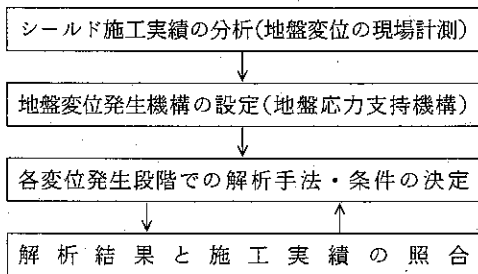 シールド施工実績の分析(地盤変位の現場計測)
地盤変位発生機構の設定(地盤応力支持機構)
各変位発生段階での解析手法・条件の決定
解析結果と施工実績の照合